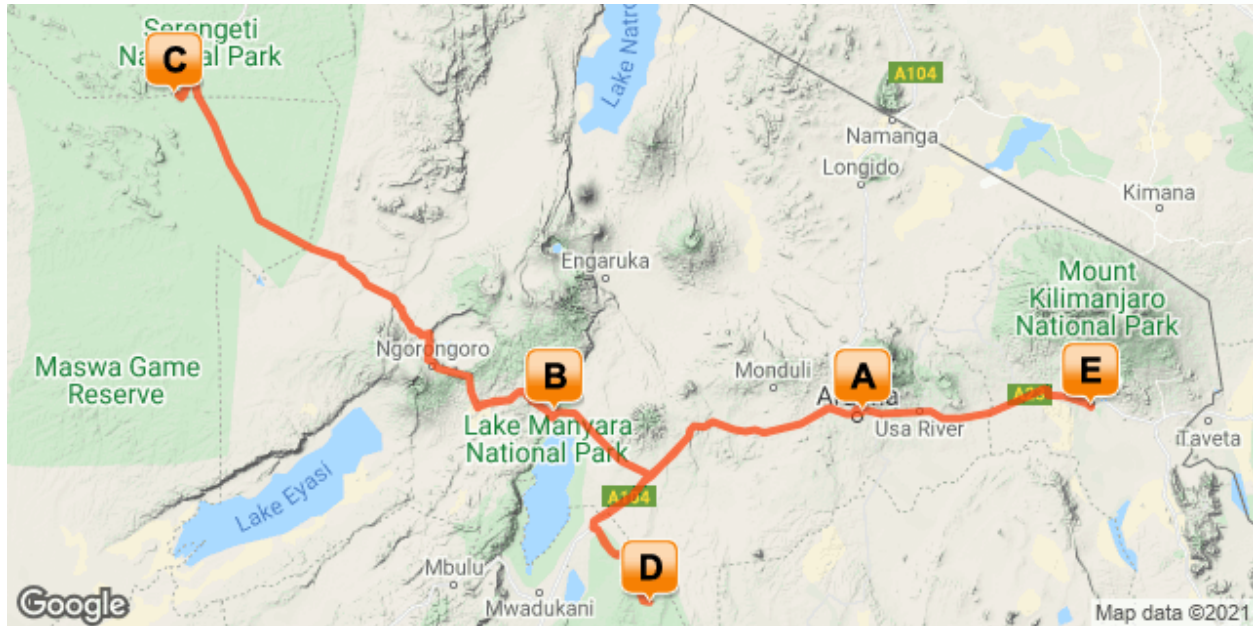 Serengeti
National Park
C
Lake Natro
A104
Namanga
Longido
Kimana
Engaruka
Mount
Kilimanjaro
National Park
Ngorongoro
Maswa Game
Reserve
B
Monduli
A
E
Usa River
Lake Manyara
National Park
Taveta
Lake Eyasi
A104
D
Mbulu
Mwadukani
Google
Map data ©2021